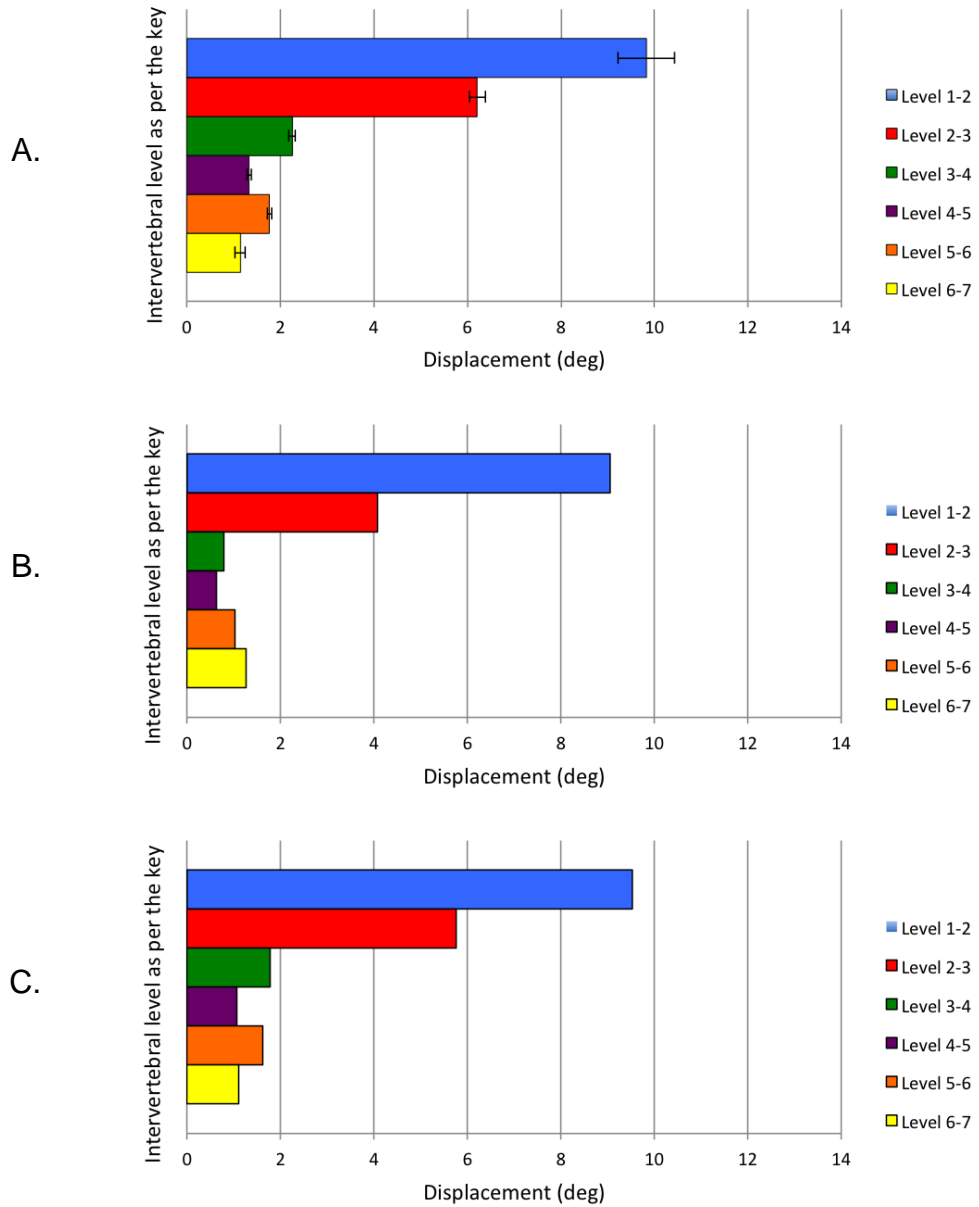 A.
Intervertebral level as per the key
Level 1-2
Level 2-3
Level 3-4
Level 4-5
Level 5-6
Level 6-7
0 2 4 6 8 10 12 14
Displacement (deg)
B.
Intervertebral level as per the key
Level 1-2
Level 2-3
Level 3-4
Level 4-5
Level 5-6
Level 6-7
0 2 4 6 8 10 12 14
Displacement (deg)
C.
Intervertebral level as per the key
Level 1-2
Level 2-3
Level 3-4
Level 4-5
Level 5-6
Level 6-7
0 2 4 6 8 10 12 14
Displacement (deg)